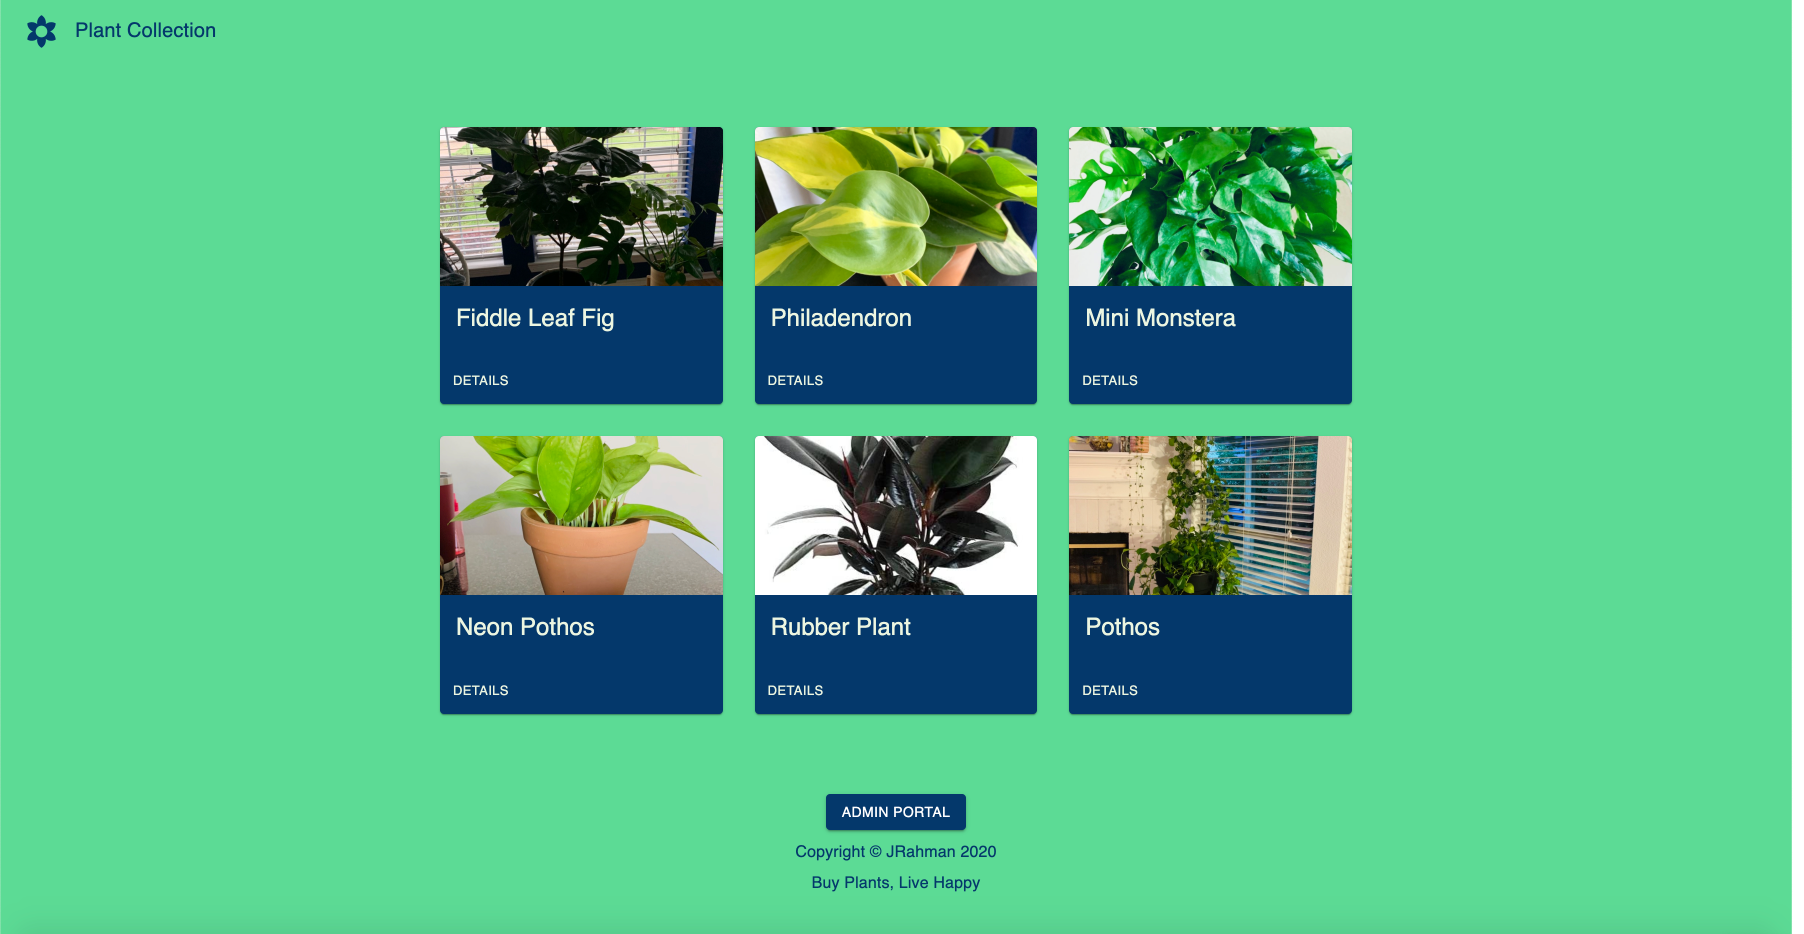 Plant Collection
Fiddle Leaf Fig
DETAILS
Philadendron
DETAILS
Mini Monstera
DETAILS
Neon Pothos
DETAILS
Rubber Plant
DETAILS
Pothos
DETAILS
ADMIN PORTAL
Copyright © JRahman 2020
Buy Plants, Live Happy